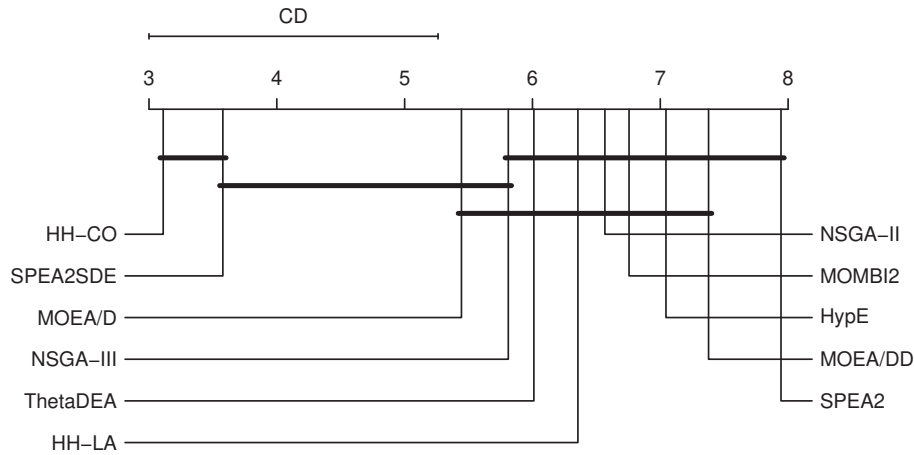 CD
3 4 5 6 7 8
HH−CO NSGA−II
SPEA2SDE MOMBI2
MOEA/D HypE
NSGA−III MOEA/DD
ThetaDEA SPEA2
HH−LA